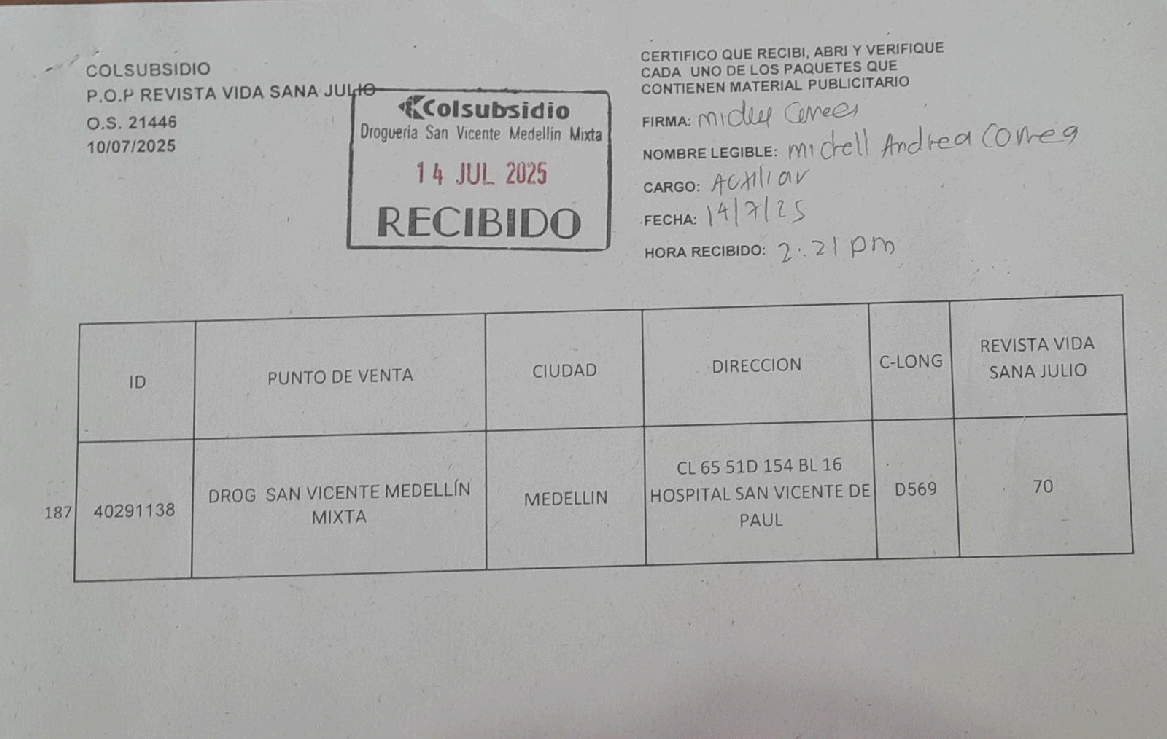 COLSUBSIDIO
P.O.P REVISTA VIDA SANA JULIO
O.S. 21446
10/07/2025
Colsubsidio
Droguería San Vicente Medellín Mixta
14 JUL 2025
RECIBIDO
CERTIFICO QUE RECIBI, ABRI Y VERIFIQUE
CADA UNO DE LOS PAQUETES QUE
CONTIENEN MATERIAL PUBLICITARIO
FIRMA:
NOMBRE LEGIBLE: Michell Andrea Correa
CARGO: Auxiliar
FECHA: 14/7/25
HORA RECIBIDO: 2:21 pm
ID
PUNTO DE VENTA
CIUDAD
DIRECCION
C-LONG
REVISTA VIDA
SANA JULIO
187
40291138
DROG SAN VICENTE MEDELLÍN
MIXTA
MEDELLIN
CL 65 51D 154 BL 16
HOSPITAL SAN VICENTE DE
PAUL
D569
70